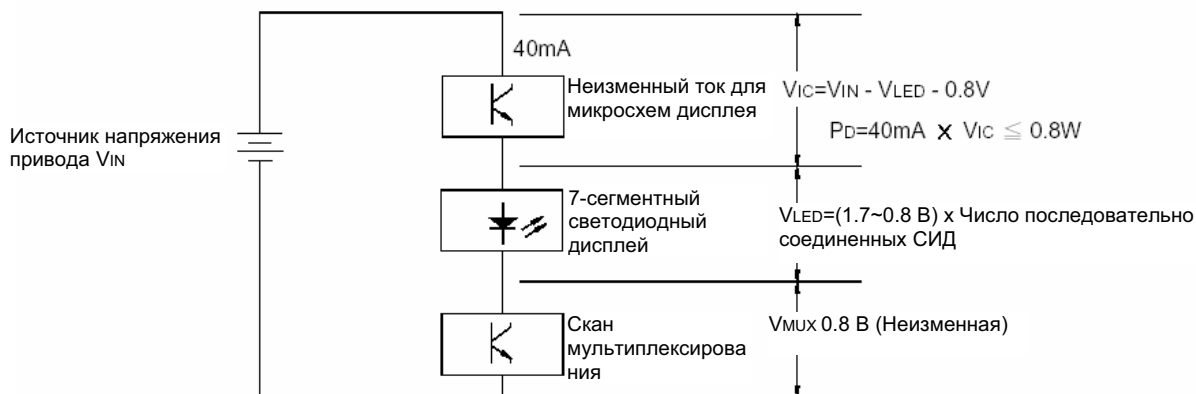 40mA
Неизменный ток для
микросхем дисплея
VIC=VIN - VLED - 0.8V
PD=40mA x VIC ≦ 0.8W
Источник напряжения
привода VIN
7-сегментный
светодиодный
дисплей
VLED=(1.7~0.8 В) x Число последовательно
соединенных СИД
Скан
мультиплексирова
ния
VMUX 0.8 В (Неизменная)